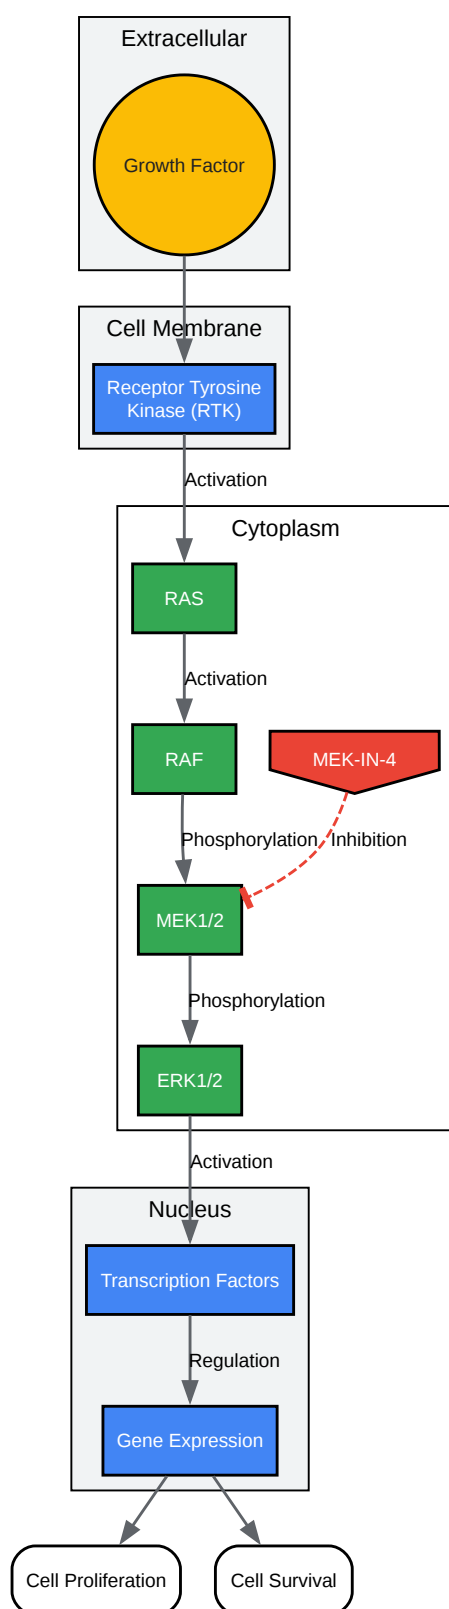 Extracellular
Growth Factor
Cell Membrane
Receptor Tyrosine
Kinase (RTK)
Activation
Cytoplasm
RAS
Activation
RAF
MEK-IN-4
Phosphorylation
Inhibition
MEK1/2
Phosphorylation
ERK1/2
Activation
Nucleus
Transcription Factors
Regulation
Gene Expression
Cell Proliferation
Cell Survival